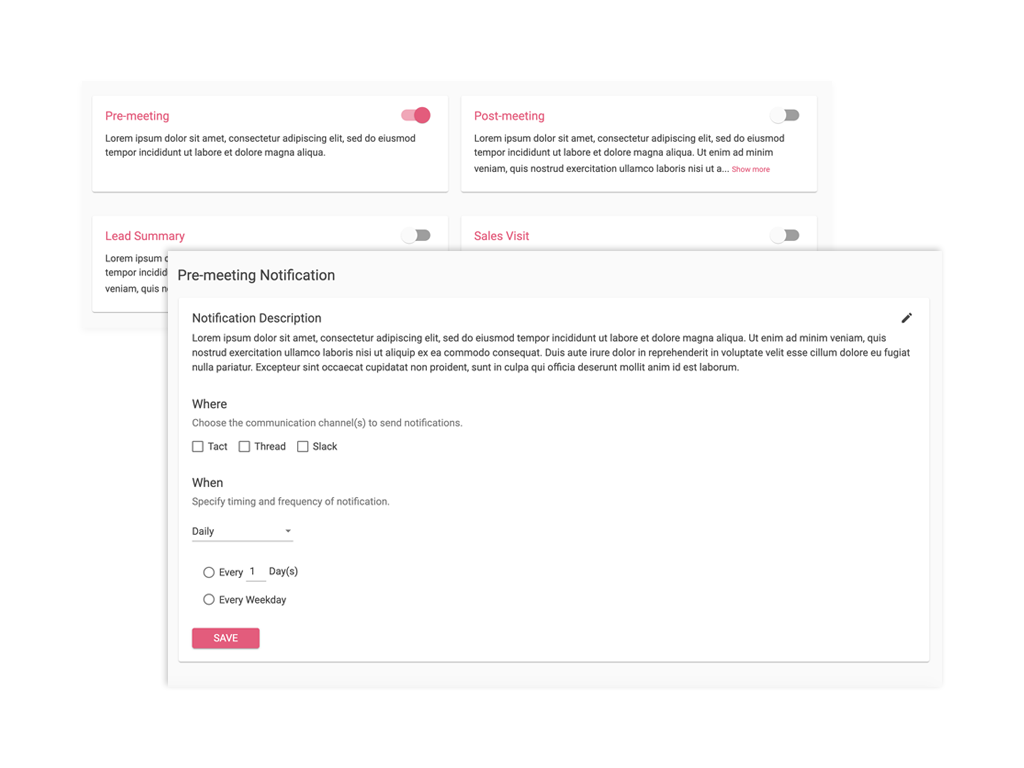 Pre-meeting
Lorem ipsum dolor sit amet, consectetur adipiscing elit, sed do eiusmod
tempor incididunt ut labore et dolore magna aliqua.
Post-meeting
Lorem ipsum dolor sit amet, consectetur adipiscing elit, sed do eiusmod
tempor incididunt ut labore et dolore magna aliqua. Ut enim ad minim
veniam, quis nostrud exercitation ullamco laboris nisi ut a... Show more
Lead Summary
Lorem ipsum
tempor incidid
veniam, quis
Sales Visit
Pre-meeting Notification
Notification Description
Lorem ipsum dolor sit amet, consectetur adipiscing elit, sed do eiusmod tempor incididunt ut labore et dolore magna aliqua. Ut enim ad minim veniam, quis
nostrud exercitation ullamco laboris nisi ut aliquip ex ea commodo consequat. Duis aute irure dolor in reprehenderit in voluptate velit esse cillum dolore eu fugiat
nulla pariatur. Excepteur sint occaecat cupidatat non proident, sunt in culpa qui officia deserunt mollit anim id est laborum.
Where
Choose the communication channel(s) to send notifications.
Tact Thread Slack
When
Specify timing and frequency of notification.
Daily
Every 1 Day(s)
Every Weekday
SAVE